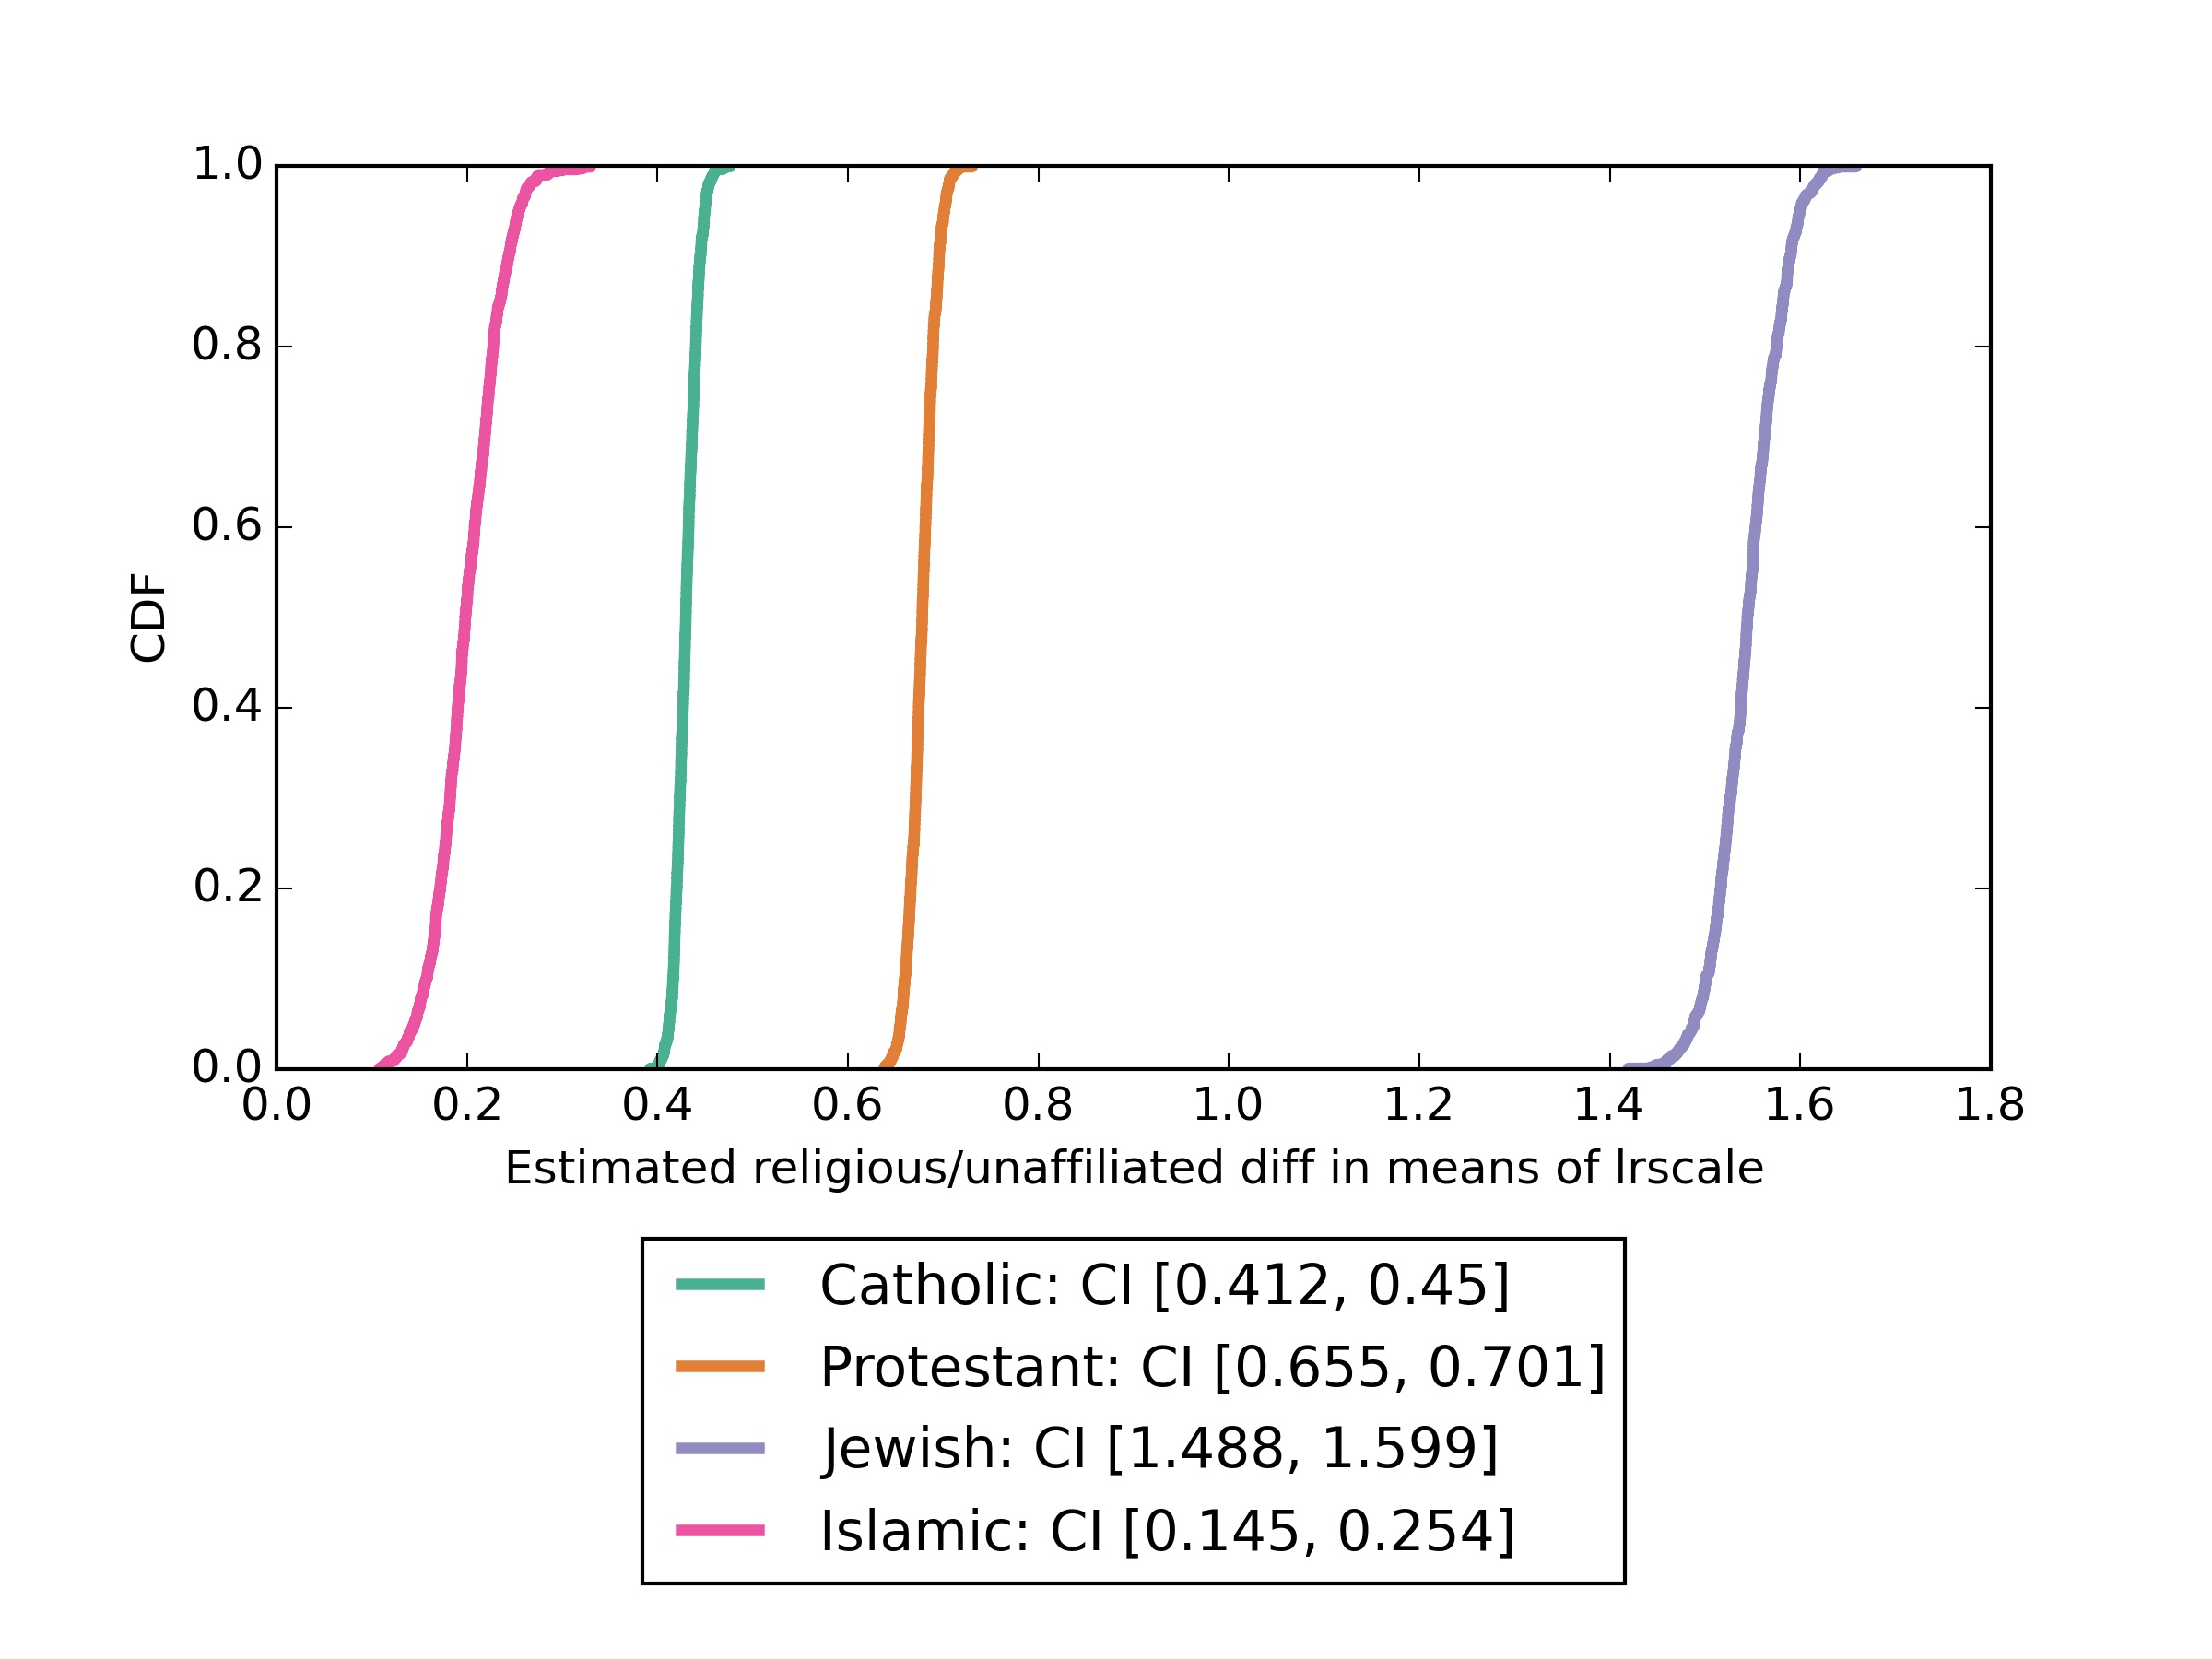 1.0
0.8
0.6
0.4
0.2
0.0
CDF
0.0 0.2 0.4 0.6 0.8 1.0 1.2 1.4 1.6 1.8
Estimated religious/unaffiliated diff in means of lrscale
Catholic: CI [0.412, 0.45]
Protestant: CI [0.655, 0.701]
Jewish: CI [1.488, 1.599]
Islamic: CI [0.145, 0.254]